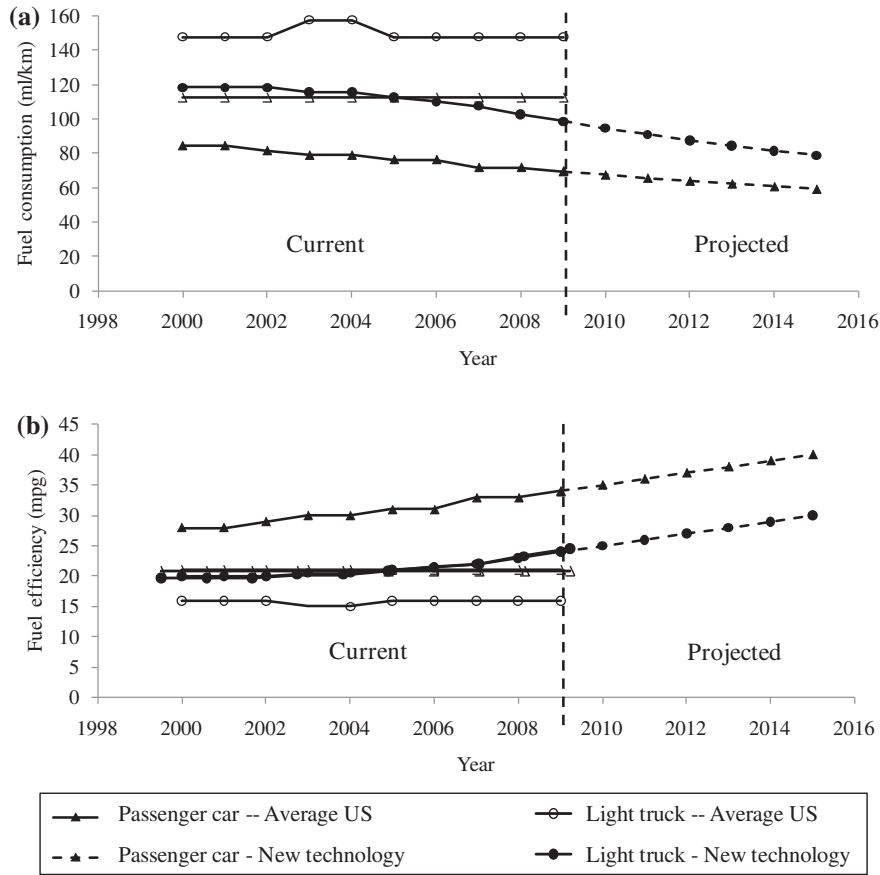 (a)
Fuel consumption (ml/km)
160
140
120
100
80
60
40
20
0
Current
Projected
1998 2000 2002 2004 2006 2008 2010 2012 2014 2016
Year
(b)
Fuel efficiency (mpg)
45
40
35
30
25
20
15
10
5
0
Current
Projected
1998 2000 2002 2004 2006 2008 2010 2012 2014 2016
Year
Passenger car -- Average US
Light truck -- Average US
Passenger car - New technology
Light truck - New technology